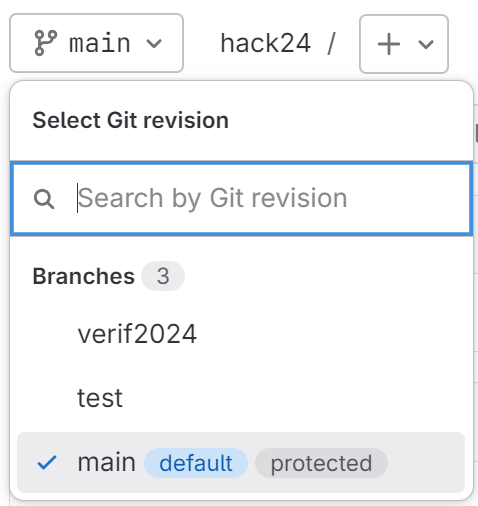 main hack24 / +
Select Git revision
Search by Git revision
Branches 3
verif2024
test
main default protected